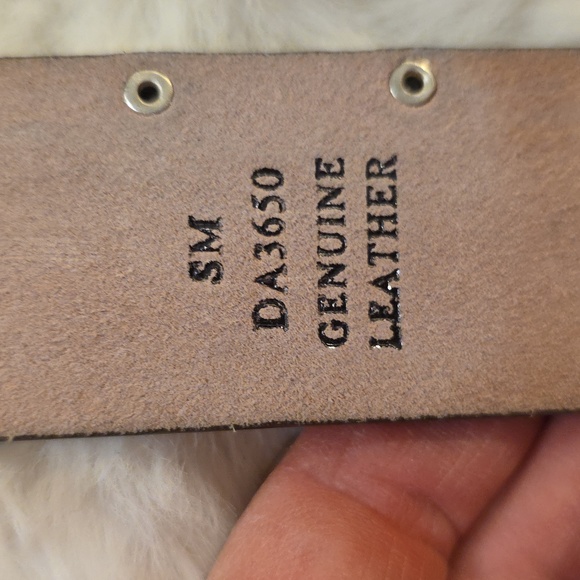 SM
DA3650
GENUINE
LEATHER